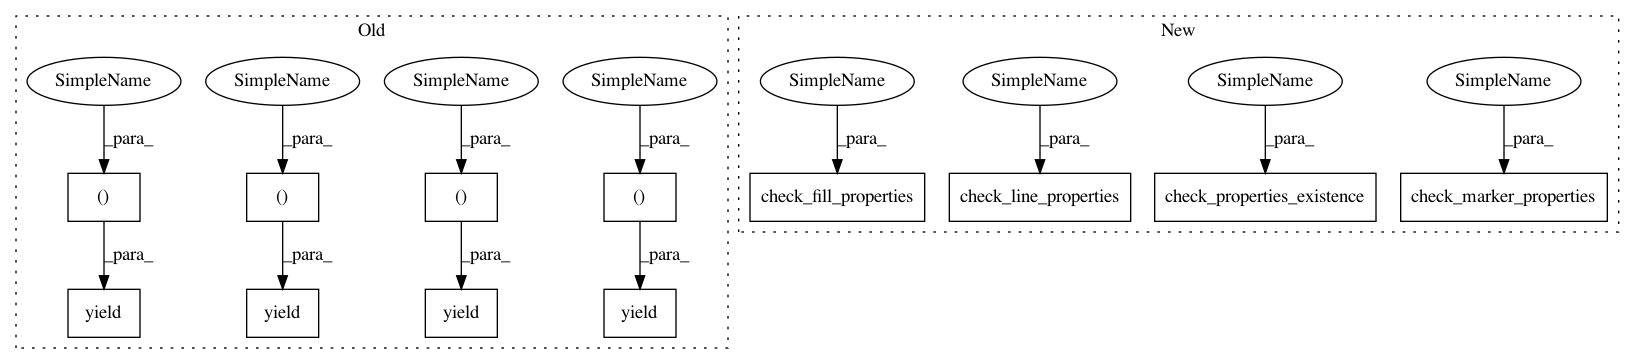 Old
New
SimpleName SimpleName SimpleName SimpleName SimpleName SimpleName SimpleName SimpleName
_para_ _para_ _para_ _para_ _para_ _para_ _para_ _para_
() () () () check_fill_properties check_line_properties check_properties_existence check_marker_properties
_para_ _para_ _para_ _para_
yield yield yield yield